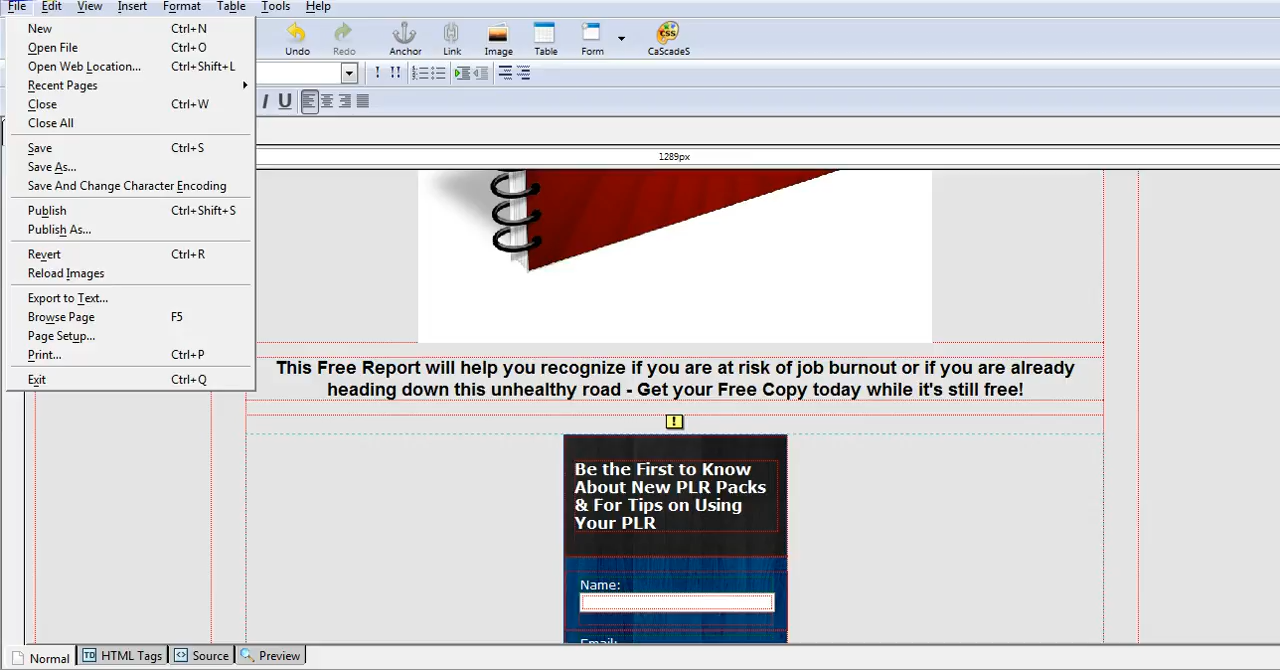 File Edit View Insert Format Table Tools Help
New Ctrl+N
Open File Ctrl+O
Open Web Location... Ctrl+Shift+L
Recent Pages
Close Ctrl+W
Close All
Save Ctrl+S
Save As...
Save And Change Character Encoding
Publish Ctrl+Shift+S
Publish As...
Revert Ctrl+R
Reload Images
Export to Text...
Browse Page F5
Page Setup...
Print... Ctrl+P
Exit Ctrl+Q
Undo Redo Anchor Link Image Table Form CaScadeS
! !!
I U
1289px
This Free Report will help you recognize if you are at risk of job burnout or if you are already
heading down this unhealthy road - Get your Free Copy today while it's still free!
!
Be the First to Know
About New PLR Packs
& For Tips on Using
Your PLR
Name:
Email:
Normal HTML Tags Source Preview